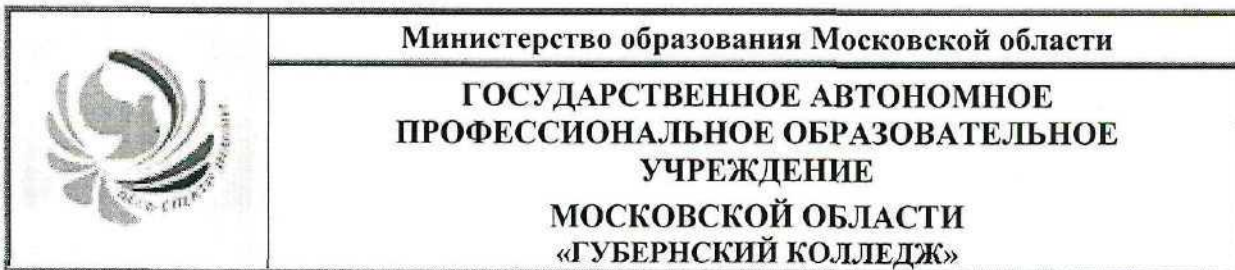 Министерство образования Московской области
ГОСУДАРСТВЕННОЕ АВТОНОМНОЕ
ПРОФЕССИОНАЛЬНОЕ ОБРАЗОВАТЕЛЬНОЕ
УЧРЕЖДЕНИЕ
МОСКОВСКОЙ ОБЛАСТИ
«ГУБЕРНСКИЙ КОЛЛЕДЖ»